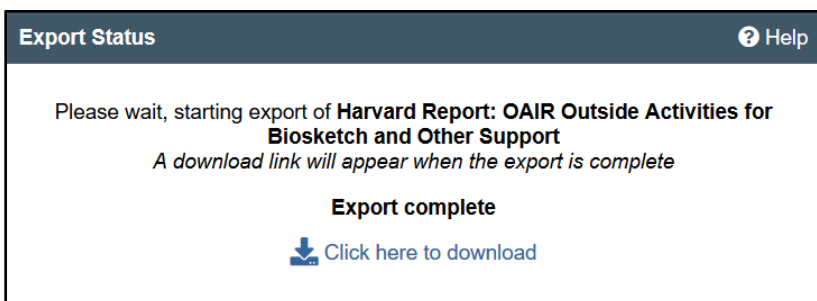 Export Status
Help
Please wait, starting export of Harvard Report: OAIR Outside Activities for
Biosketch and Other Support
A download link will appear when the export is complete
Export complete
Click here to download